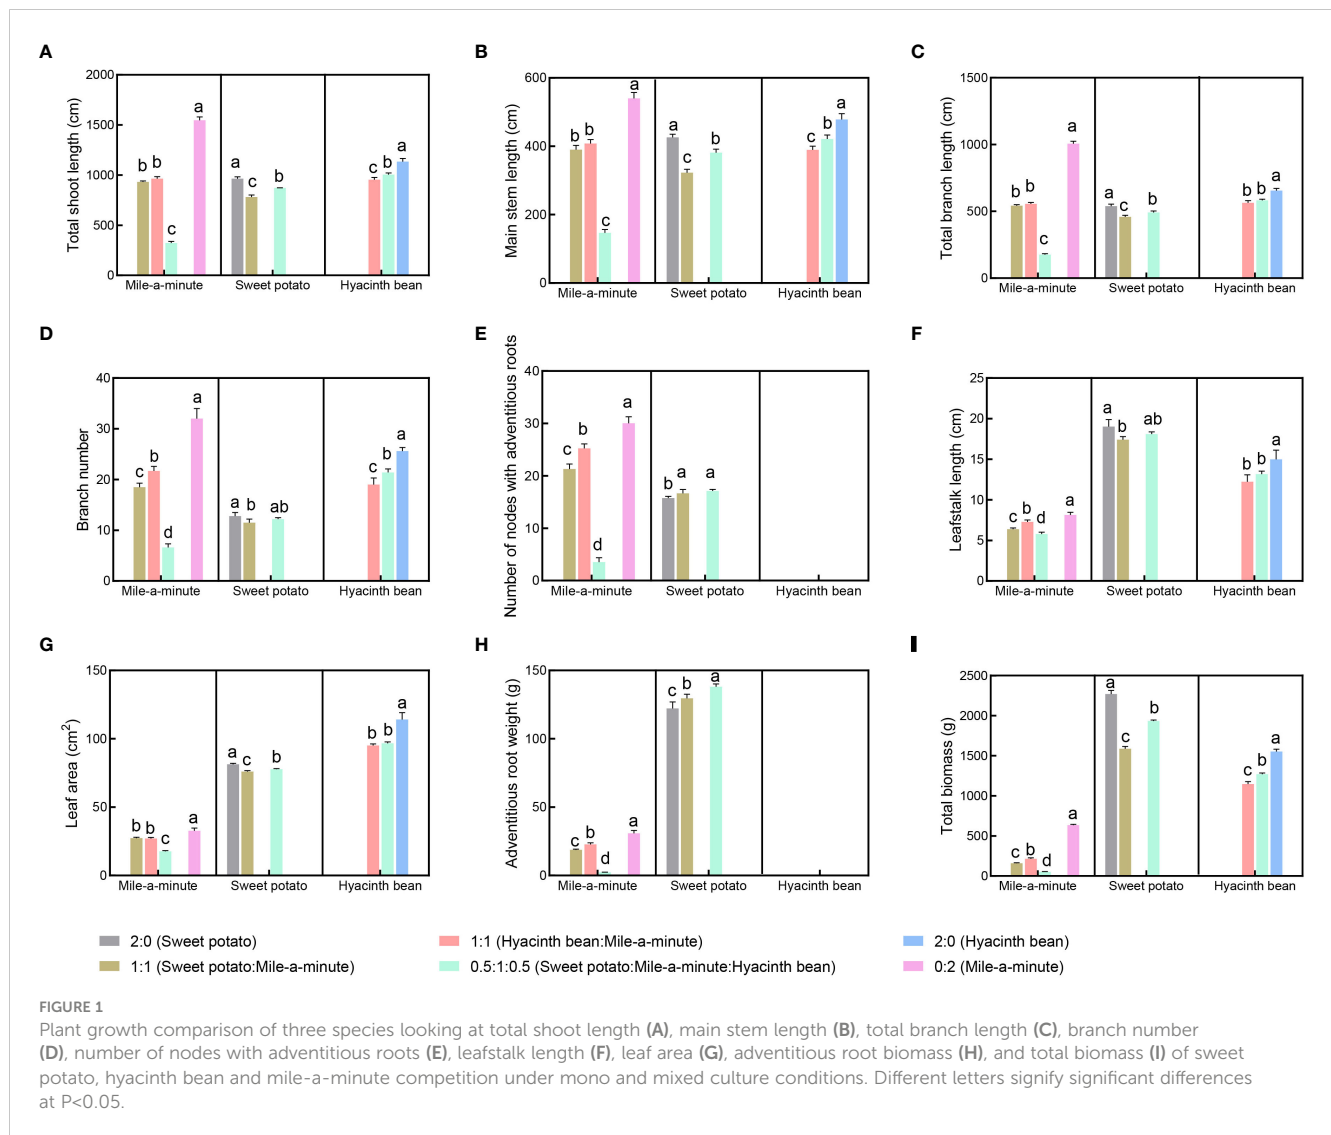 A
Total shoot length (cm)
2000
1500
1000
500
0
b b c a
a c b
c b a
Mile-a-minute Sweet potato Hyacinth bean
B
Main stem length (cm)
600
400
200
0
b b c a
a c b
c b a
Mile-a-minute Sweet potato Hyacinth bean
C
Total branch length (cm)
1500
1000
500
0
b b c a
a c b
b b a
Mile-a-minute Sweet potato Hyacinth bean
D
Branch number
40
30
20
10
0
c b d a
a b ab
c b a
Mile-a-minute Sweet potato Hyacinth bean
E
Number of nodes with adventitious roots
40
30
20
10
0
c b d a
b a a
Mile-a-minute Sweet potato Hyacinth bean
F
Leafstalk length (cm)
25
20
15
10
5
0
c b d a
a b ab
b b a
Mile-a-minute Sweet potato Hyacinth bean
G
Leaf area (cm²)
150
100
50
0
b b c a
a c b
b b a
Mile-a-minute Sweet potato Hyacinth bean
H
Adventitious root weight (g)
150
100
50
0
c b d a
c b a
Mile-a-minute Sweet potato Hyacinth bean
I
Total biomass (g)
2500
2000
1500
1000
500
0
c b d a
a c b
c b a
Mile-a-minute Sweet potato Hyacinth bean
2:0 (Sweet potato) 1:1 (Hyacinth bean:Mile-a-minute) 2:0 (Hyacinth bean)
1:1 (Sweet potato:Mile-a-minute) 0.5:1:0.5 (Sweet potato:Mile-a-minute:Hyacinth bean) 0:2 (Mile-a-minute)
FIGURE 1
Plant growth comparison of three species looking at total shoot length (A), main stem length (B), total branch length (C), branch number
(D), number of nodes with adventitious roots (E), leafstalk length (F), leaf area (G), adventitious root biomass (H), and total biomass (I) of sweet
potato, hyacinth bean and mile-a-minute competition under mono and mixed culture conditions. Different letters signify significant differences
at P<0.05.